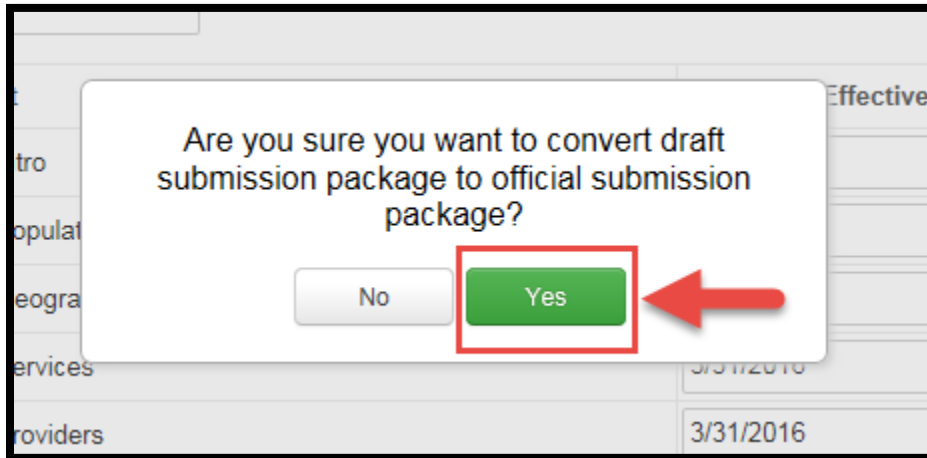 Effective
Are you sure you want to convert draft
submission package to official submission
package?
No
Yes
3/31/2016
3/31/2016